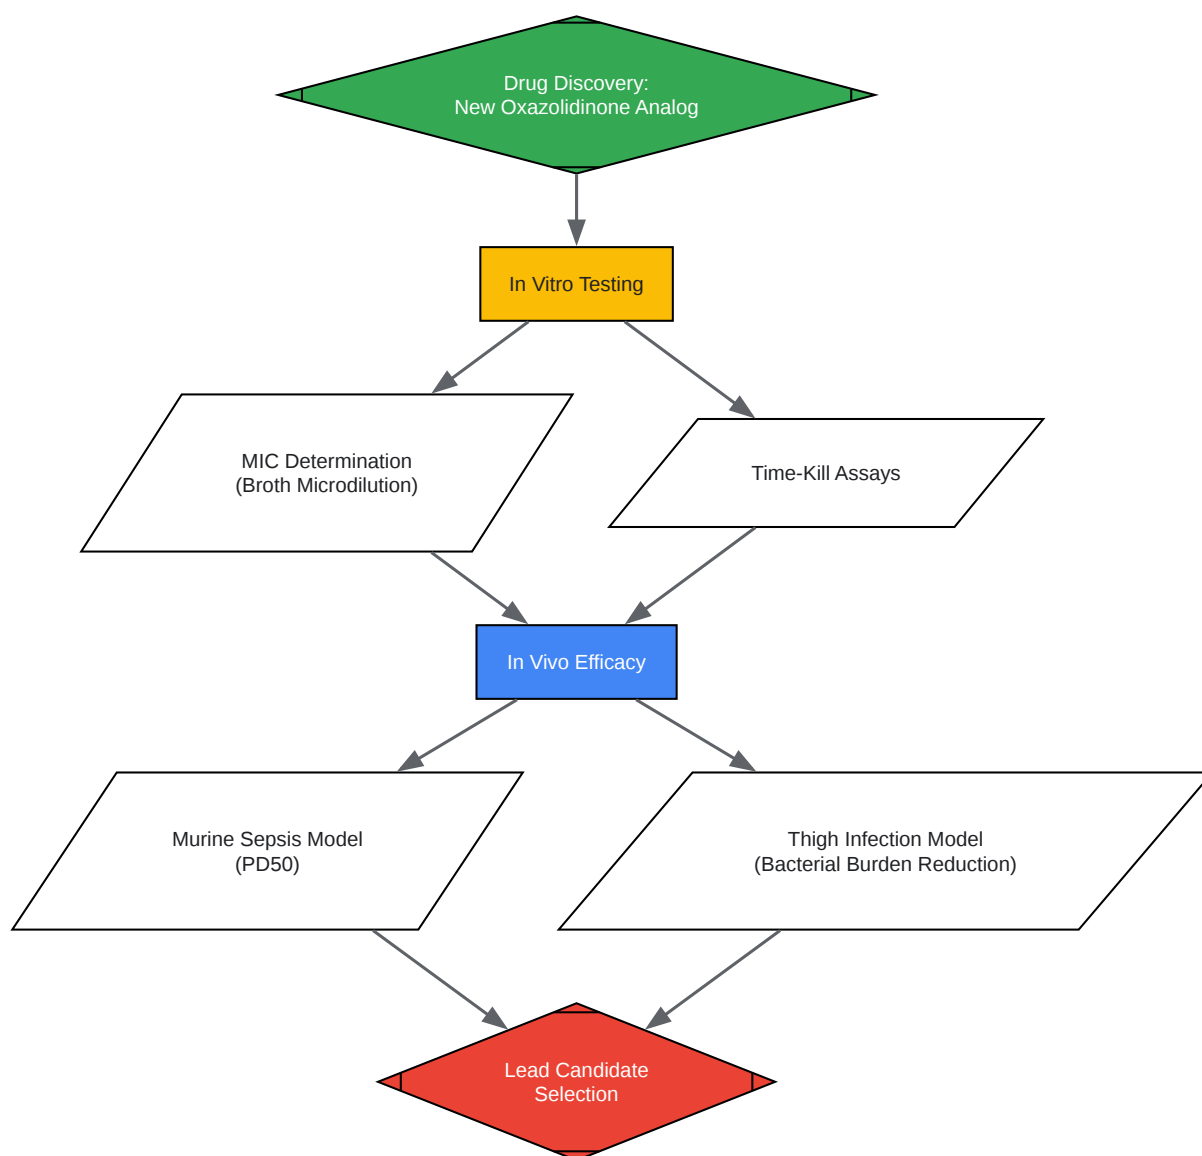 Drug Discovery:
New Oxazolidinone Analog
In Vitro Testing
MIC Determination
(Broth Microdilution)
Time-Kill Assays
In Vivo Efficacy
Murine Sepsis Model
(PD50)
Thigh Infection Model
(Bacterial Burden Reduction)
Lead Candidate
Selection